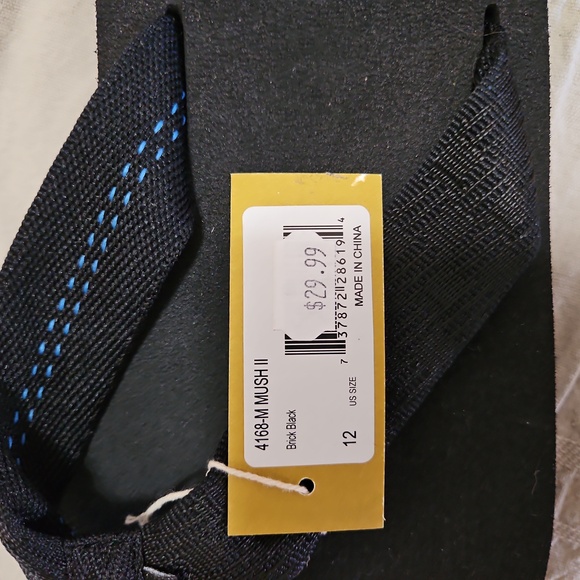 4168-M MUSH II
Brick Black
12
US SIZE
$29.99
7 37872 28619 4
MADE IN CHINA